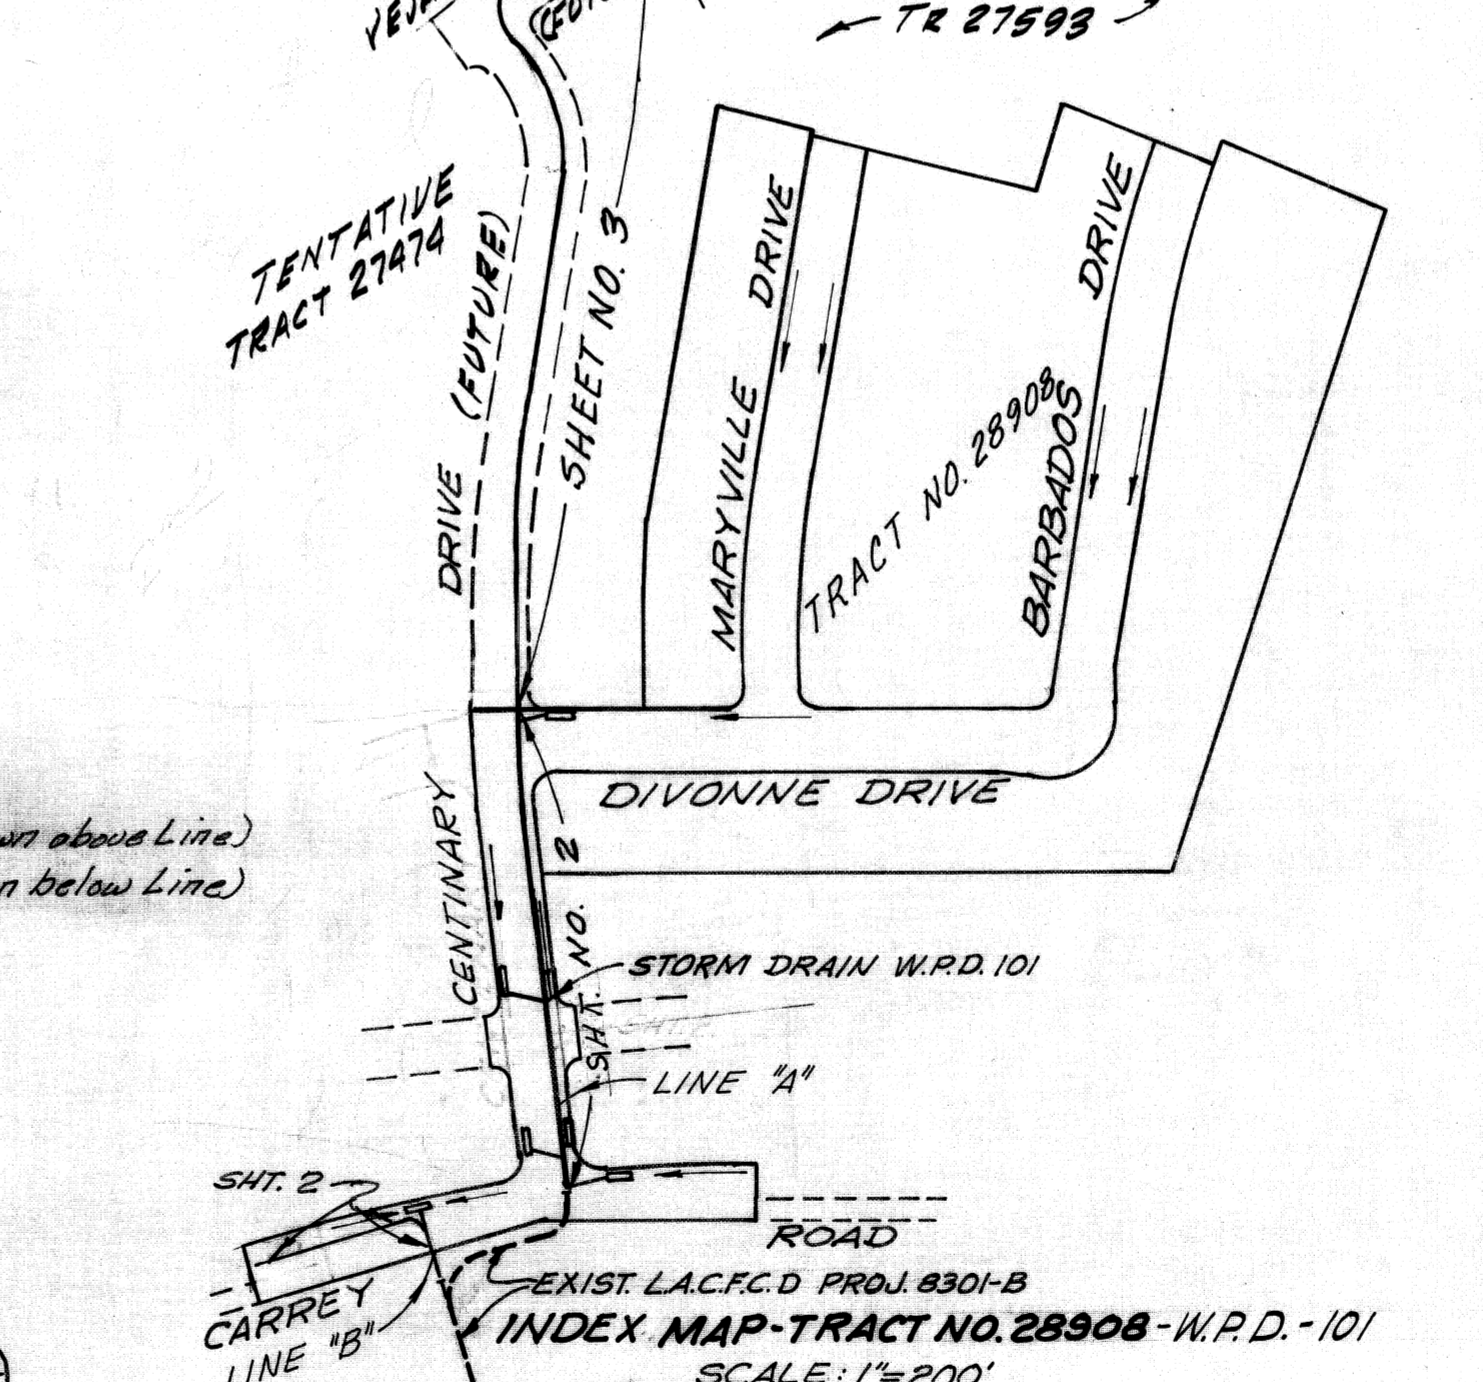 TR 27593
TENTATIVE
TRACT 27474
DRIVE (FUTURE)
SHEET NO. 3
MARYVILLE DRIVE
TRACT NO. 28908
BARBADOS DRIVE
DIVONNE DRIVE
above Line)
below Line)
CENTINARY
SHT. NO. 2
STORM DRAIN W.P.D. 101
LINE "A"
SHT. 2
ROAD
CARREY
LINE "B"
EXIST. L.A.C.F.C.D PROJ. 8301-B
INDEX MAP-TRACT NO. 28908-W.P.D.-101
SCALE: 1"=200'